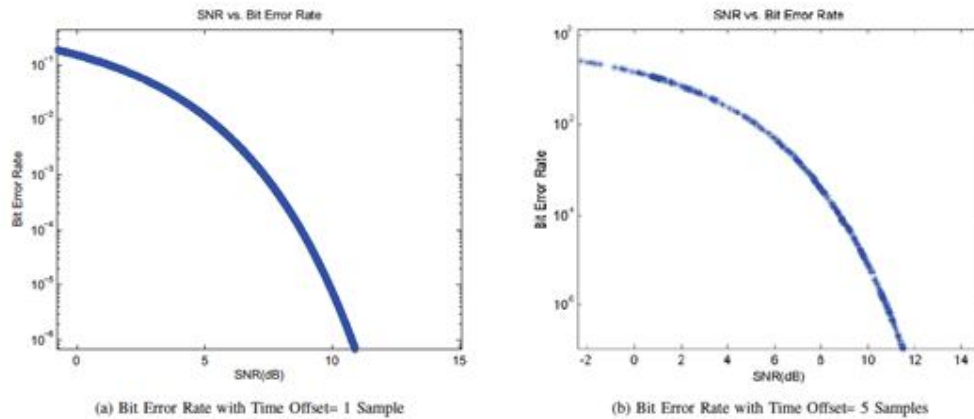 SNR vs. Bit Error Rate
Bit Error Rate
10⁻¹
10⁻²
10⁻³
10⁻⁴
10⁻⁵
10⁻⁶
0 5 10 15
SNR(dB)
(a) Bit Error Rate with Time Offset= 1 Sample
SNR vs. Bit Error Rate
Bit Error Rate
10⁻²
10⁻⁴
10⁻⁶
-2 0 2 4 6 8 10 12 14
SNR(dB)
(b) Bit Error Rate with Time Offset= 5 Samples